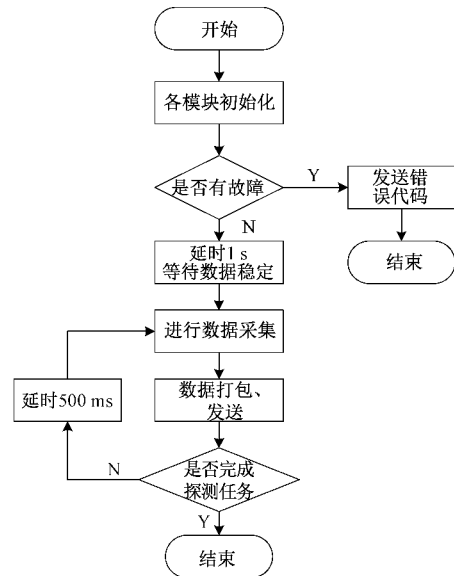 开始
各模块初始化
是否有故障
Y
发送错
误代码
N
结束
延时1 s
等待数据稳定
进行数据采集
延时500 ms
数据打包、
发送
N
是否完成
探测任务
Y
结束